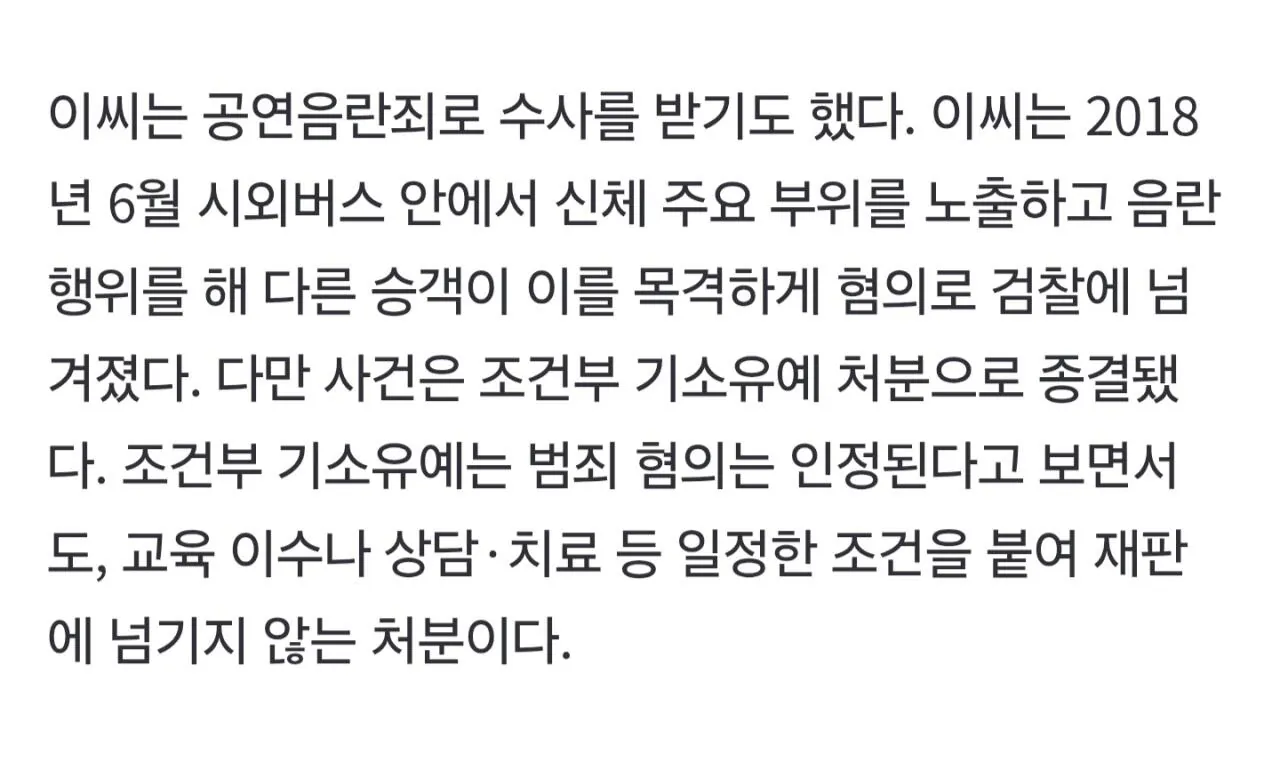 이씨는 공연음란죄로 수사를 받기도 했다. 이씨는 2018
년 6월 시외버스 안에서 신체 주요 부위를 노출하고 음란
행위를 해 다른 승객이 이를 목격하게 혐의로 검찰에 넘
겨졌다. 다만 사건은 조건부 기소유예 처분으로 종결됐
다. 조건부 기소유예는 범죄 혐의는 인정된다고 보면서
도, 교육 이수나 상담·치료 등 일정한 조건을 붙여 재판
에 넘기지 않는 처분이다.